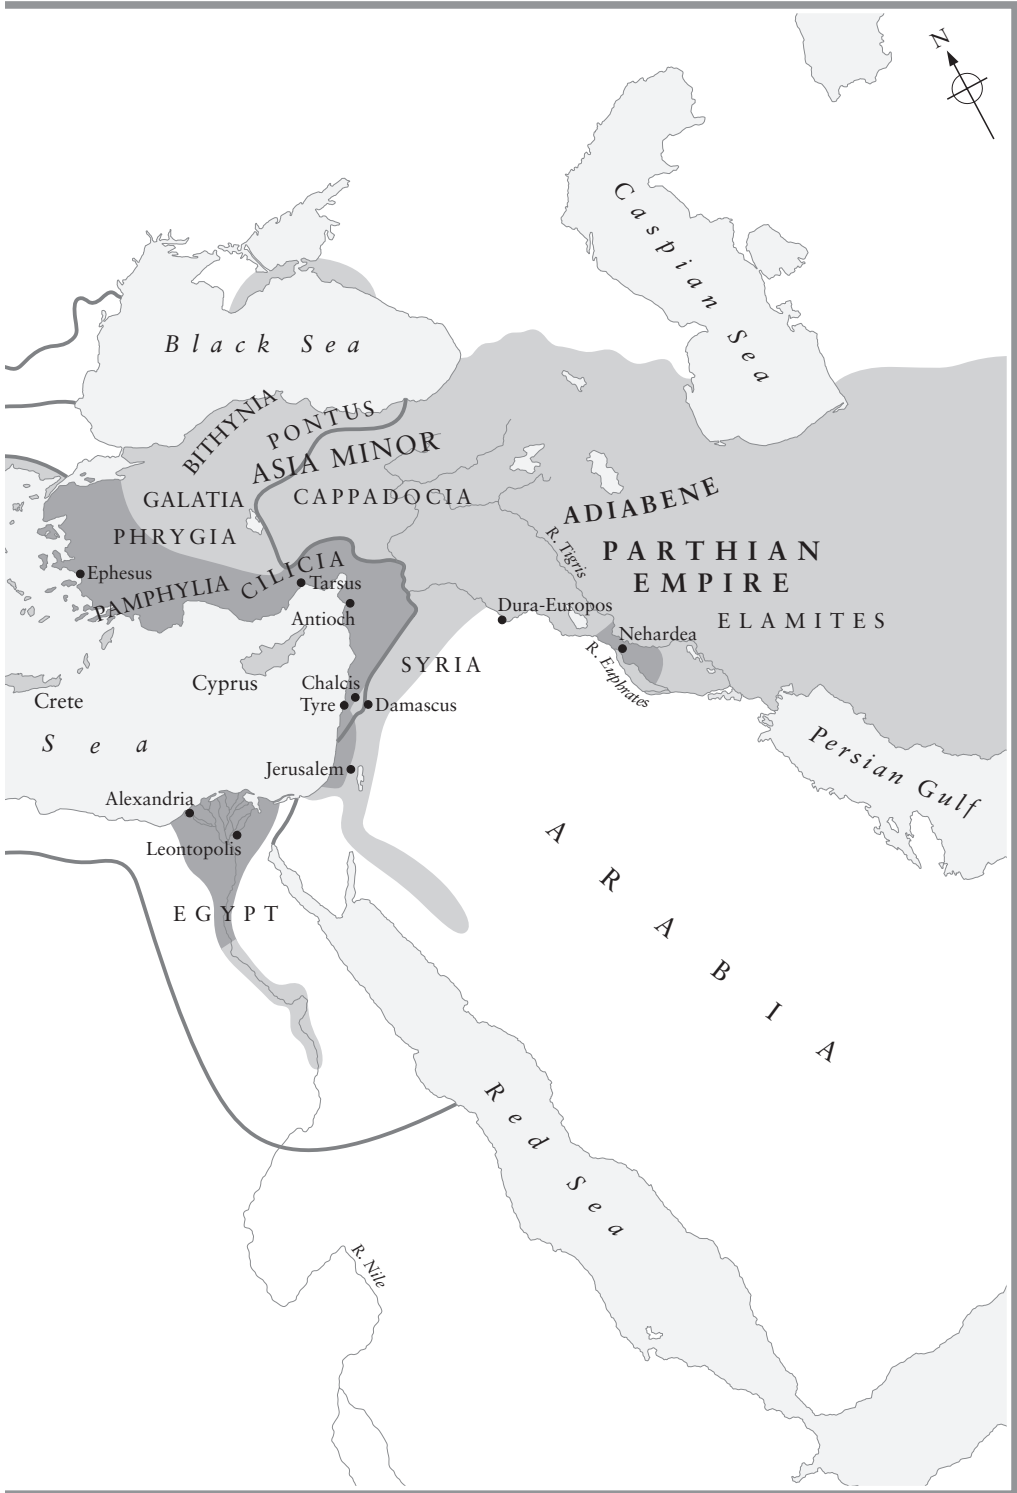 N
Caspian Sea
Black Sea
BITHYNIA
PONTUS
ASIA MINOR
GALATIA
CAPPADOCIA
ADIABENE
PHRYGIA
R. Tigris
PARTHIAN
EMPIRE
Ephesus
CILICIA
Tarsus
PAMPHYLIA
Dura-Europos
Antioch
ELAMITES
Nehardea
SYRIA
R. Euphrates
Cyprus
Chalcis
Crete
Tyre
Damascus
Sea
Persian Gulf
Jerusalem
Alexandria
ARABIA
Leontopolis
EGYPT
Red Sea
R. Nile